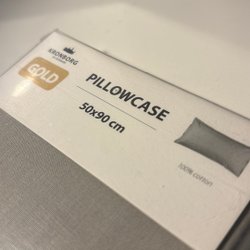 KRONBORG
GOLD
PILLOWCASE
50x90 cm
100% cotton